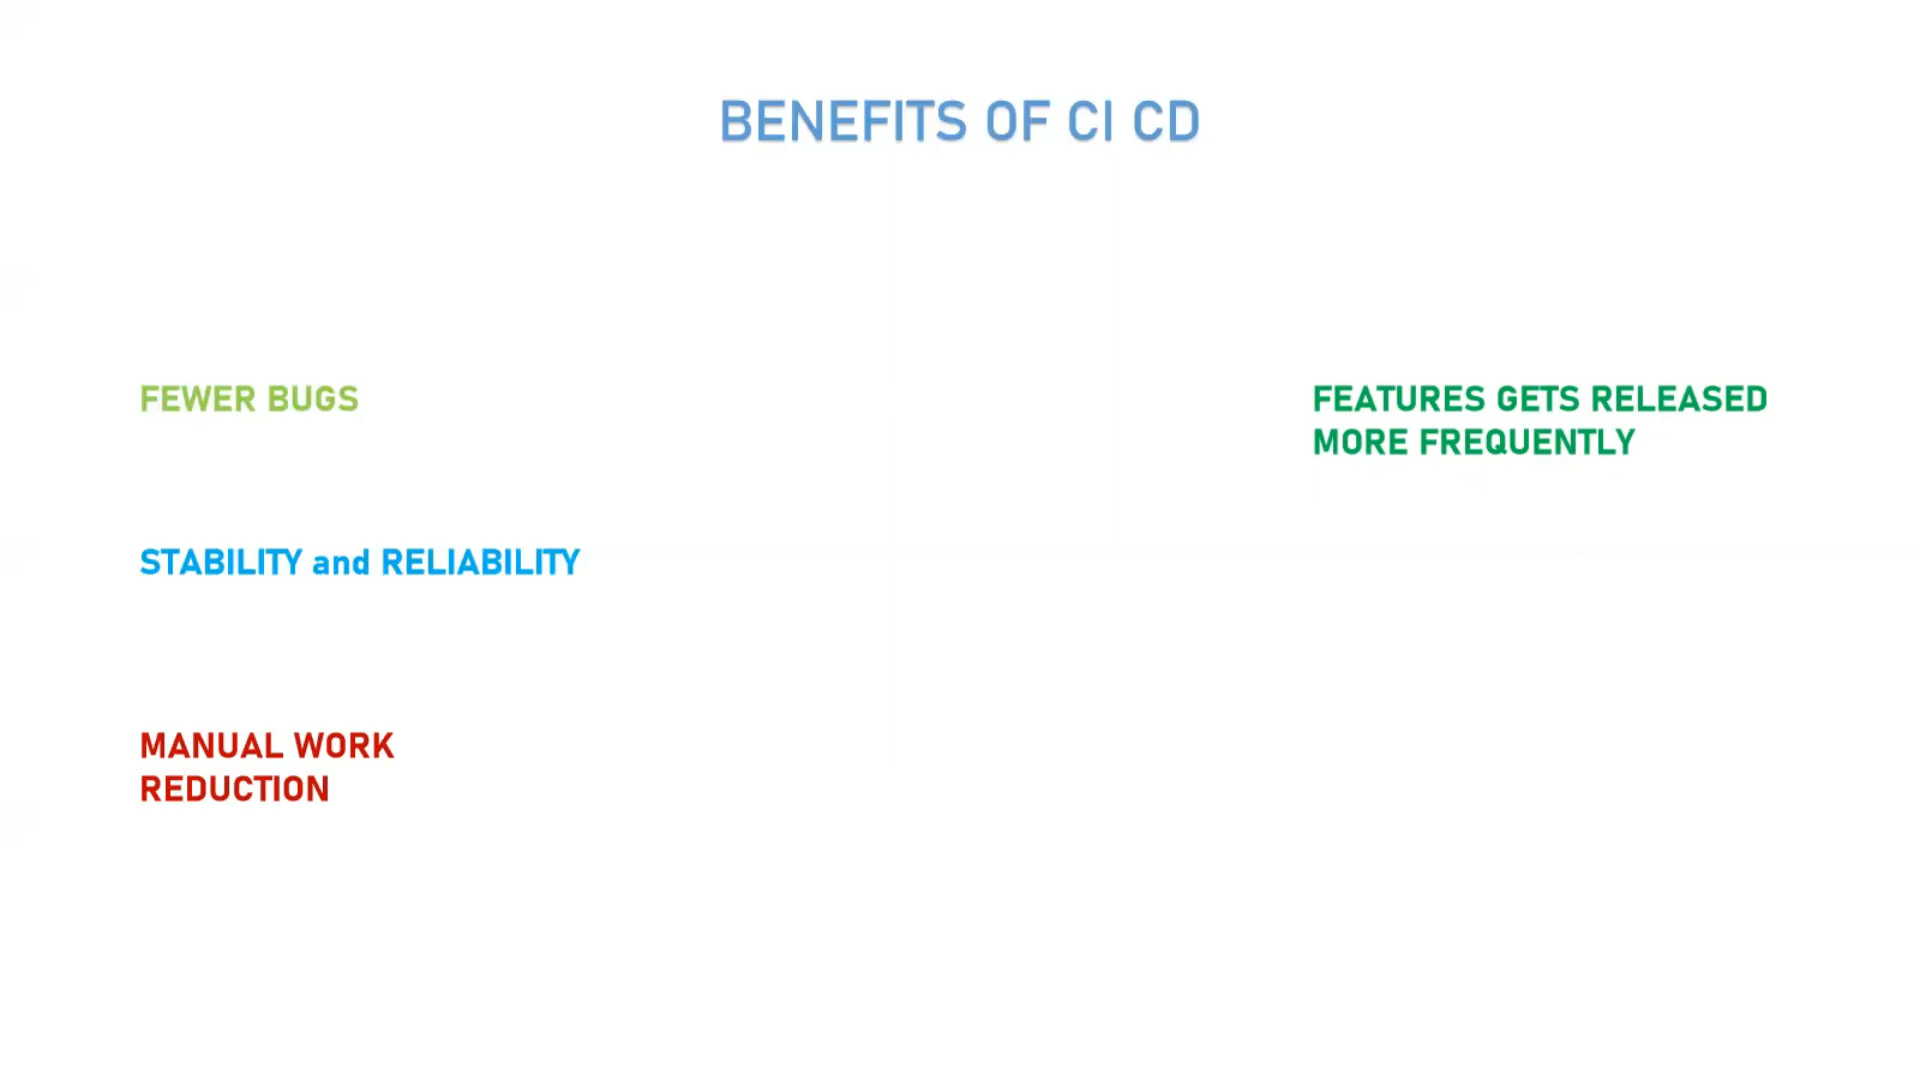 BENEFITS OF CI CD
FEWER BUGS
STABILITY and RELIABILITY
MANUAL WORK
REDUCTION
FEATURES GETS RELEASED
MORE FREQUENTLY